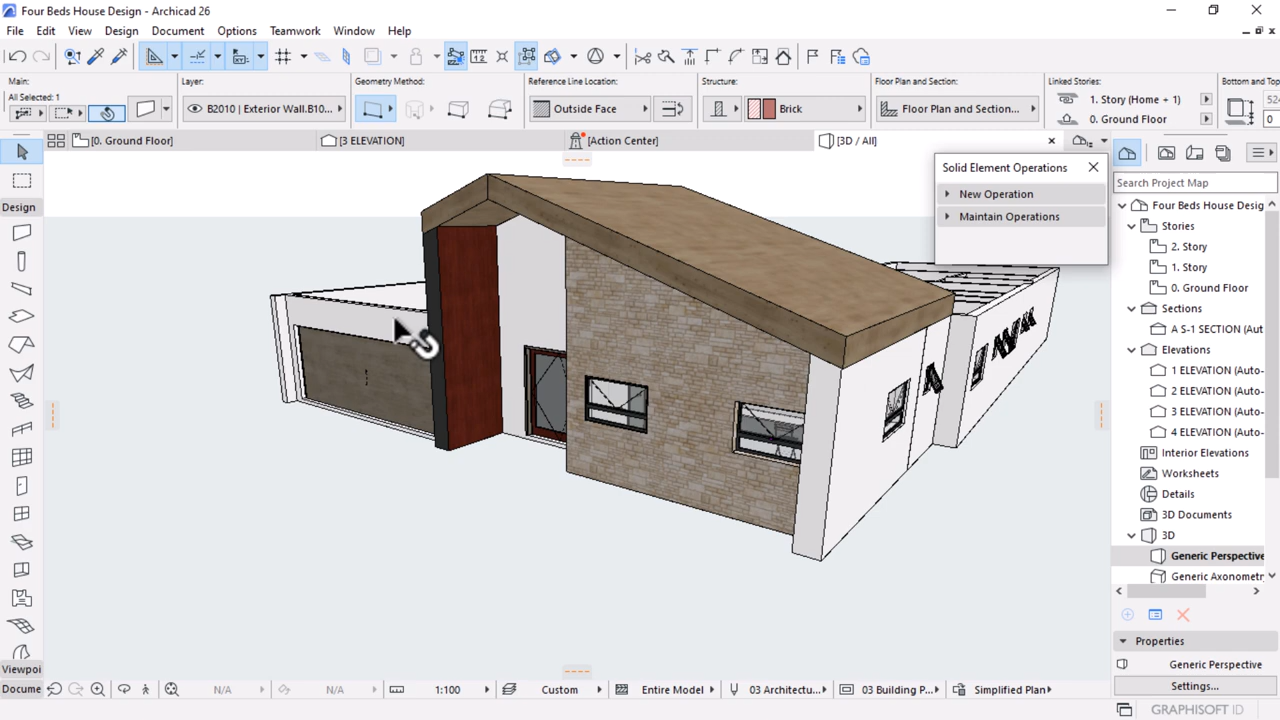 Four Beds House Design - Archicad 26
File Edit View Design Document Options Teamwork Window Help
Main: Layer: Geometry Method: Reference Line Location: Structure: Floor Plan and Section: Linked Stories: Bottom and Top
All Selected: 1
B2010 | Exterior Wall.B10... Outside Face Brick Floor Plan and Section... 1. Story (Home + 1)
0. Ground Floor
0
[0. Ground Floor] [3 ELEVATION] [Action Center] [3D / All]
Solid Element Operations
New Operation
Maintain Operations
Search Project Map
Four Beds House Desig
Stories
2. Story
1. Story
0. Ground Floor
Sections
A S-1 SECTION (Aut
Elevations
1 ELEVATION (Auto-
2 ELEVATION (Auto-
3 ELEVATION (Auto-
4 ELEVATION (Auto-
Interior Elevations
Worksheets
Details
3D Documents
3D
Generic Perspective
Generic Axonometr
Properties
Generic Perspective
Settings...
GRAPHISOFT ID
Design
Viewpoi
Docume
N/A N/A 1:100 Custom Entire Model 03 Architectu... 03 Building P... Simplified Plan